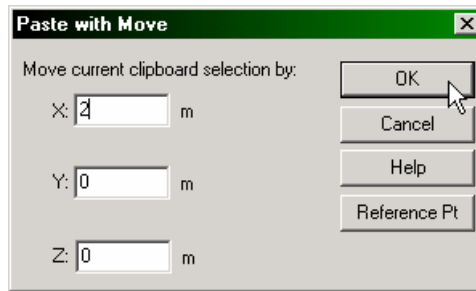 Paste with Move
Move current clipboard selection by:
X: 2 m
Y: 0 m
Z: 0 m
OK
Cancel
Help
Reference Pt